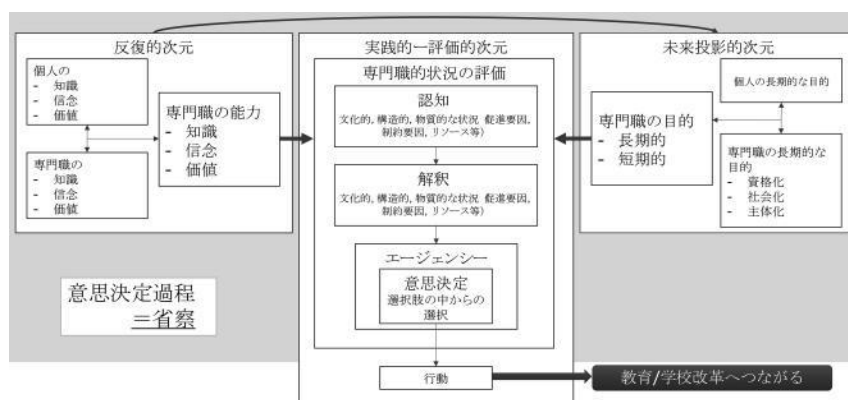 反復的次元
個人の
- 知識
- 信念
- 価値
専門職の
- 知識
- 信念
- 価値
専門職の能力
- 知識
- 信念
- 価値
意思決定過程
＝省察
実践的ー評価的次元
専門職的状況の評価
認知
文化的, 構造的, 物質的な状況 促進要因,
制約要因, リソース等）
解釈
文化的, 構造的, 物質的な状況 促進要因,
制約要因, リソース等）
エージェンシー
意思決定
選択肢の中からの
選択
行動
未来投影的次元
専門職の目的
- 長期的
- 短期的
個人の長期的な目的
専門職の長期的な
目的
- 資格化
- 社会化
- 主体化
教育/学校改革へつながる